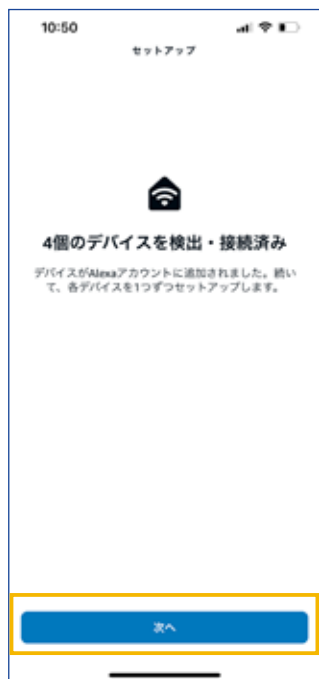 10:50
セットアップ
4個のデバイスを検出・接続済み
デバイスがAlexaアカウントに追加されました。続い
て、各デバイスを1つずつセットアップします。
次へ